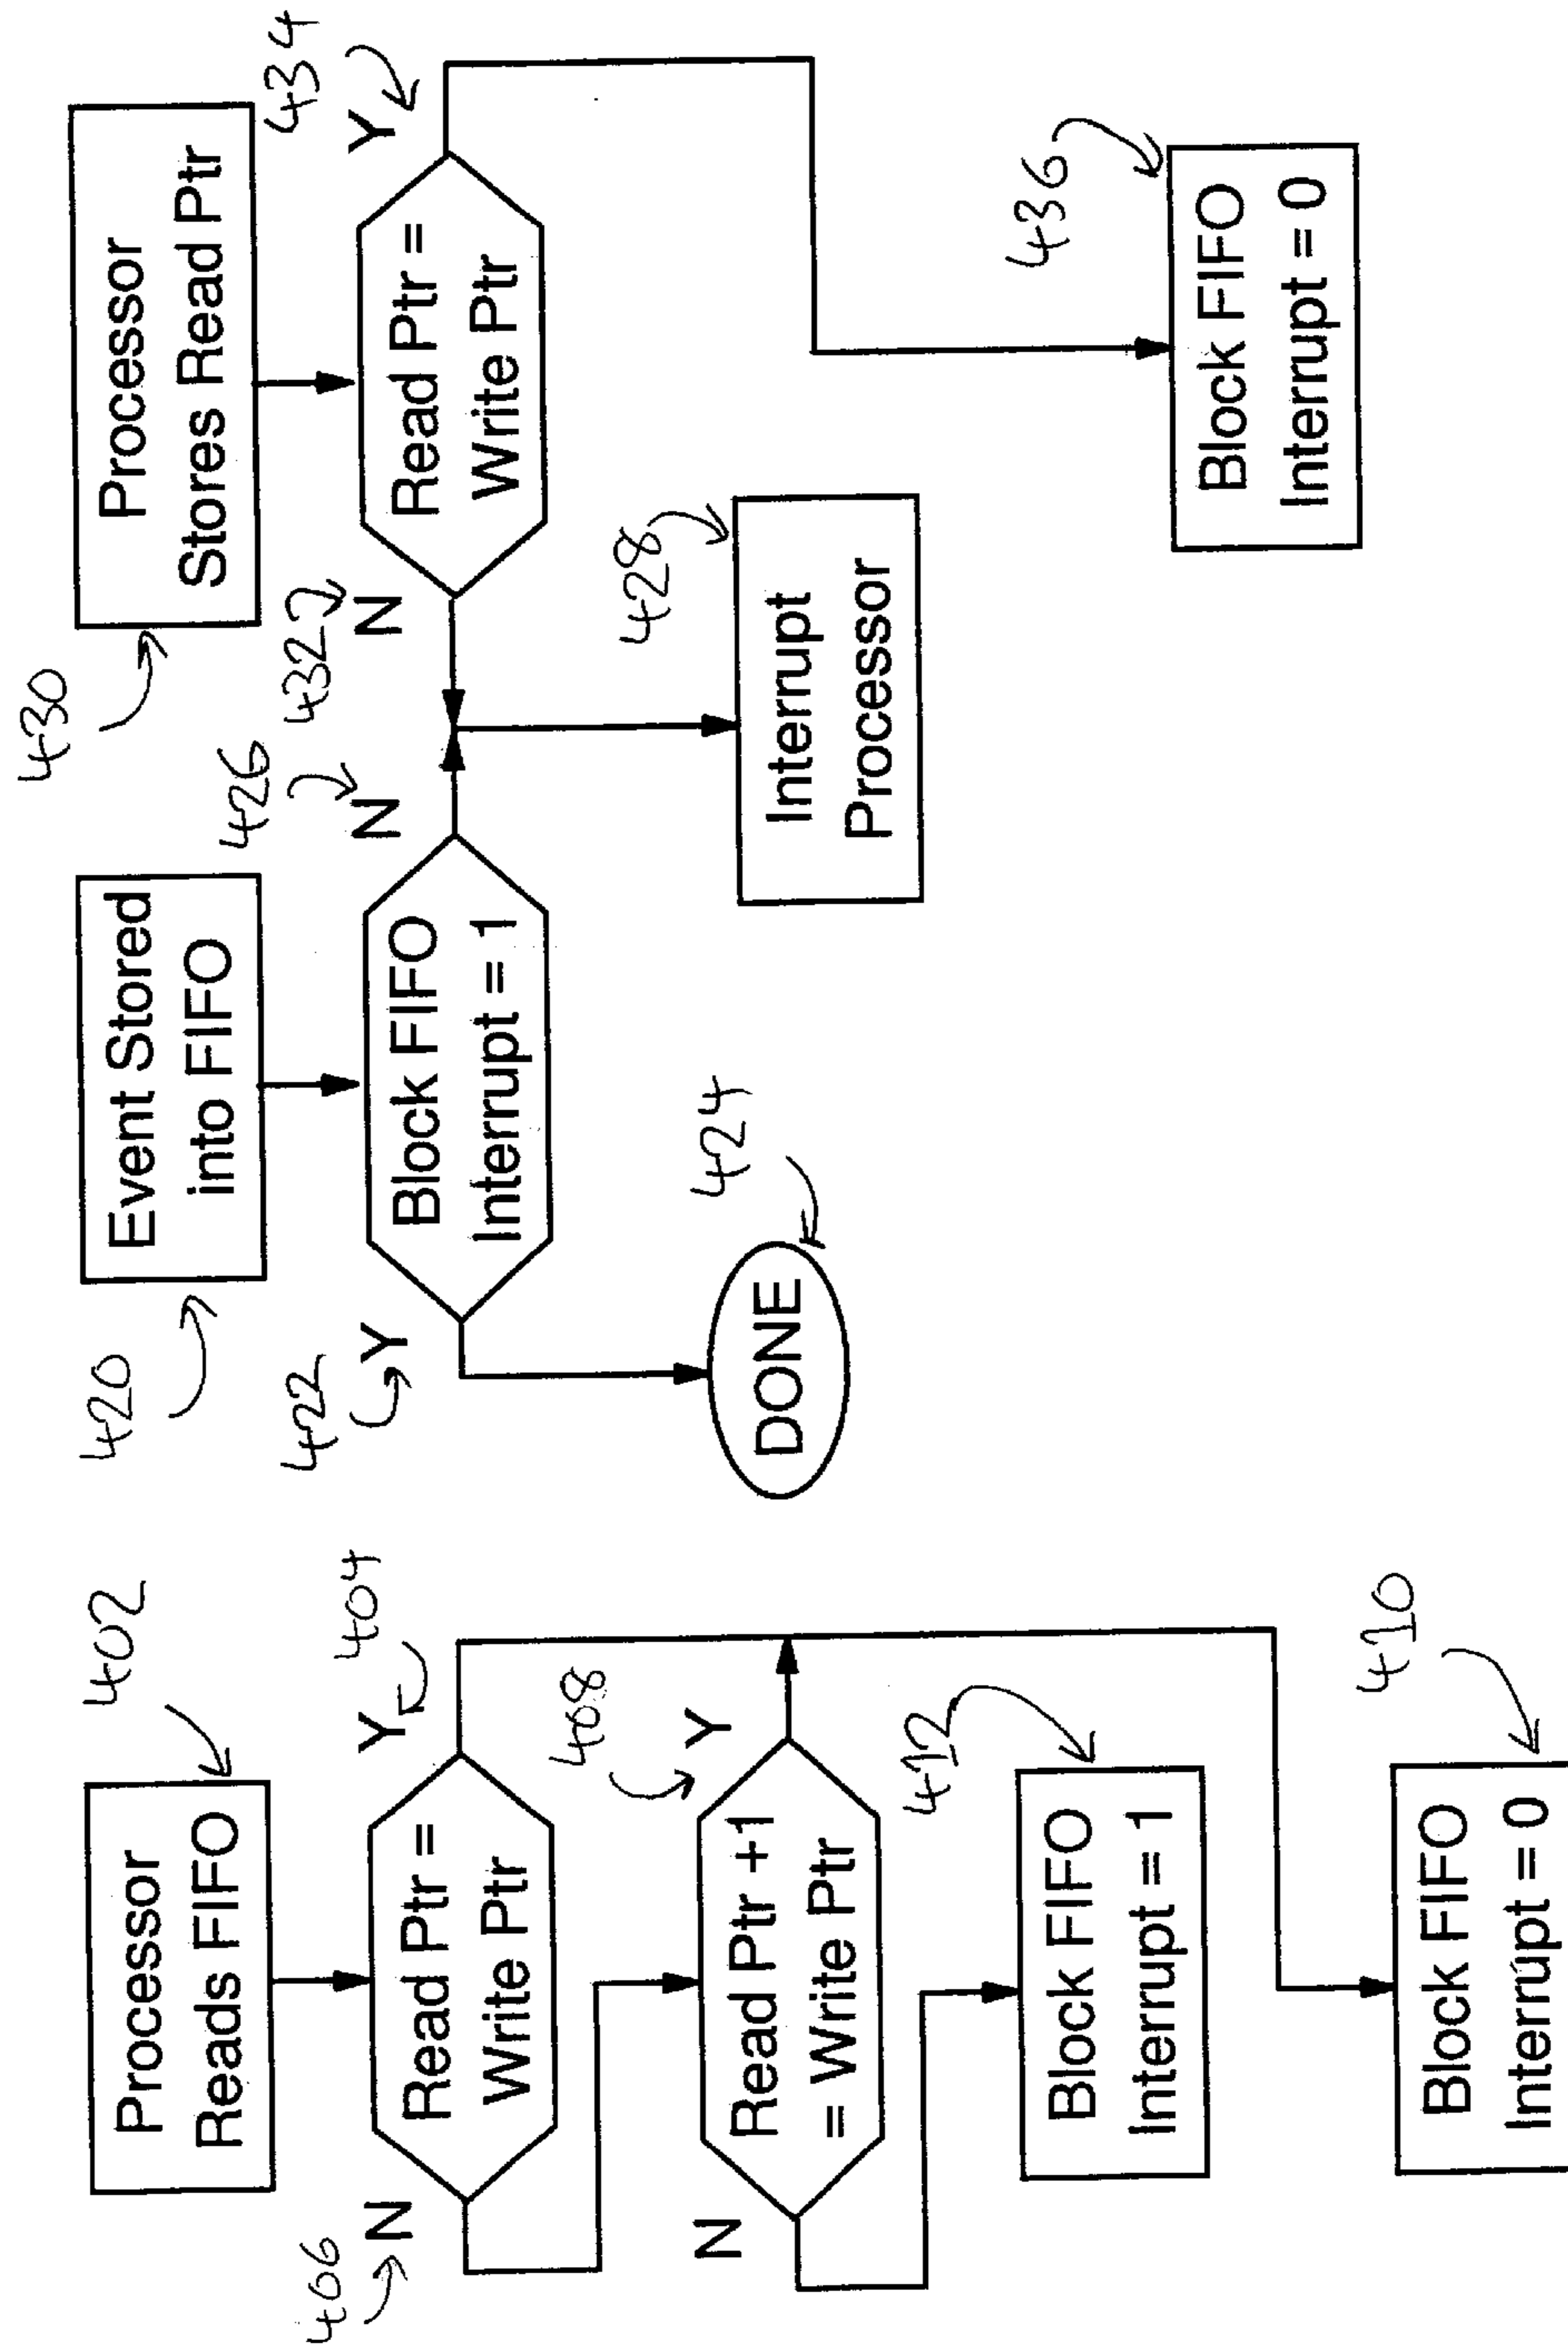 402
Processor
Reads FIFO
404
406
N
Read Ptr =
Write Ptr
Y
408
N
Read Ptr +1
= Write Ptr
Y
412
Block FIFO
Interrupt = 1
410
Block FIFO
Interrupt = 0
420
Event Stored
into FIFO
422
Y
Block FIFO
Interrupt = 1
426
N
424
DONE
428
Interrupt
Processor
430
Processor
Stores Read Ptr
432
N
Read Ptr =
Write Ptr
434
Y
436
Block FIFO
Interrupt = 0